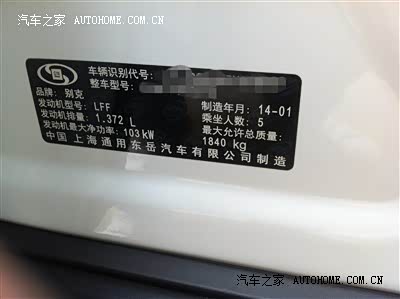 汽车之家 AUTOHOME.COM.CN
车辆识别代号:
整车型号:
品牌: 别克
发动机型号: LFF 制造年月: 14-01
发动机排量: 1.372 L 乘坐人数: 5
发动机最大净功率: 103 kW 最大允许总质量:
1840 kg
中国 上海通用东岳汽车有限公司制造
汽车之家 AUTOHOME.COM.CN